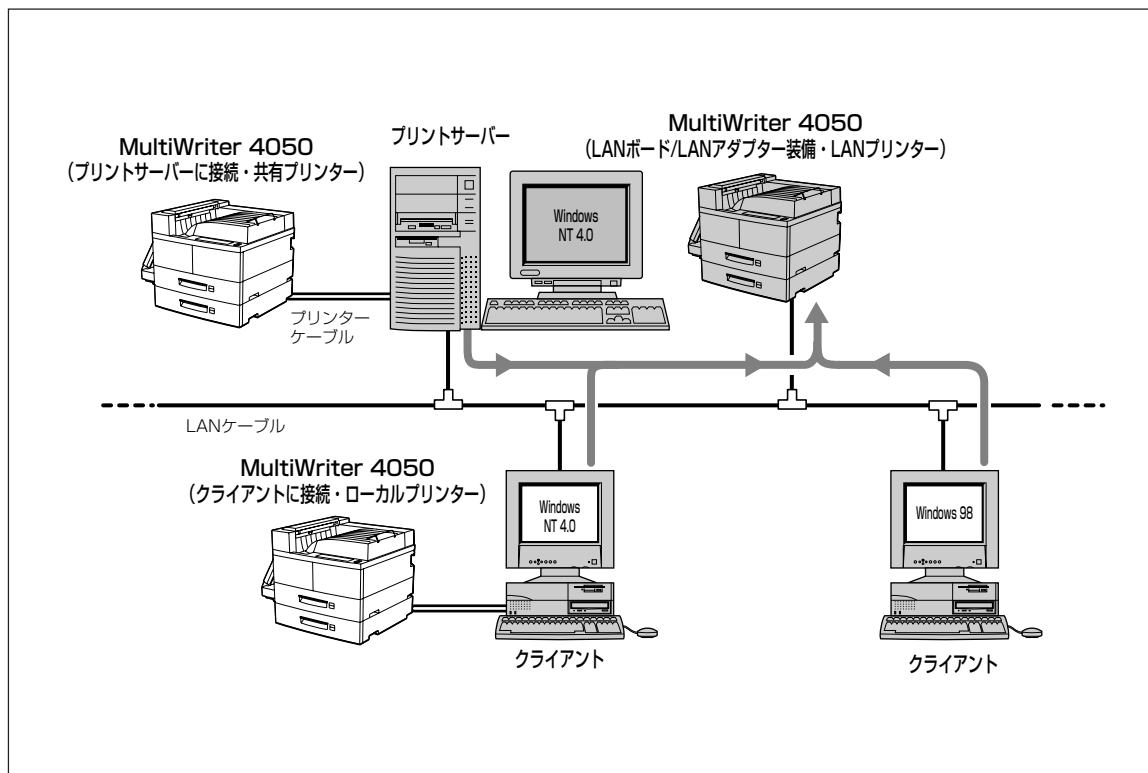 MultiWriter 4050
（プリントサーバーに接続・共有プリンター）
プリントサーバー
MultiWriter 4050
（LANボード/LANアダプター装備・LANプリンター）
Windows
NT 4.0
プリンター
ケーブル
LANケーブル
MultiWriter 4050
（クライアントに接続・ローカルプリンター）
Windows
NT 4.0
Windows 98
クライアント
クライアント